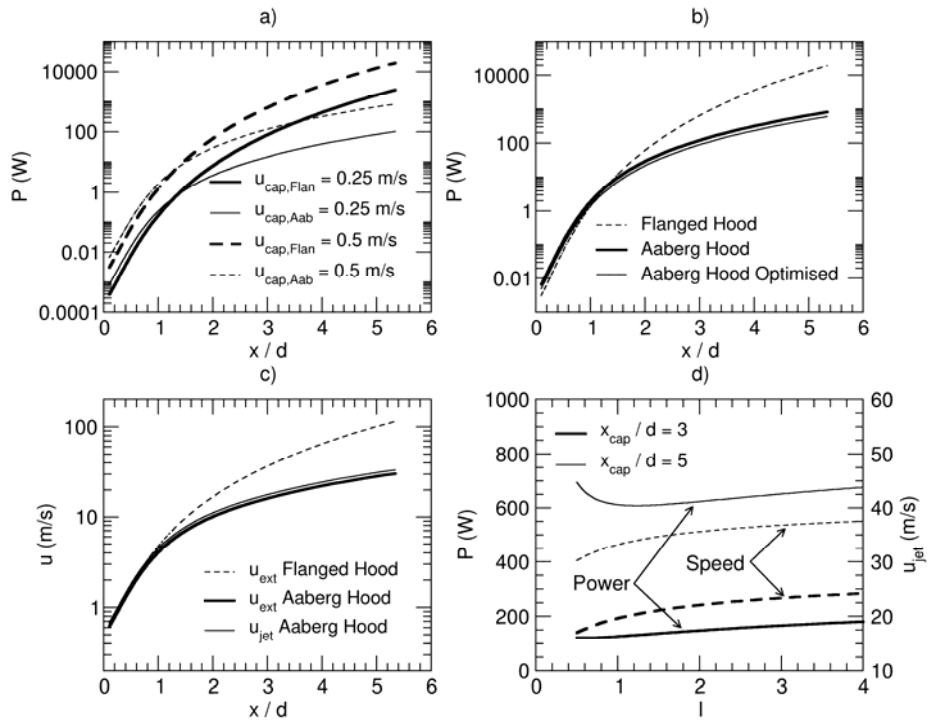 a)
10000
100
1
0.01
0.0001
P (W)
u_cap,Flan = 0.25 m/s
u_cap,Aab = 0.25 m/s
u_cap,Flan = 0.5 m/s
u_cap,Aab = 0.5 m/s
0 1 2 3 4 5 6
x / d
b)
10000
100
1
0.01
P (W)
Flanged Hood
Aaberg Hood
Aaberg Hood Optimised
0 1 2 3 4 5 6
x / d
c)
100
10
1
u (m/s)
u_ext Flanged Hood
u_ext Aaberg Hood
u_jet Aaberg Hood
0 1 2 3 4 5 6
x / d
d)
1000
800
600
400
200
0
P (W)
x_cap / d = 3
x_cap / d = 5
Power
Speed
60
50
40
30
20
10
u_jet (m/s)
0 1 2 3 4
I